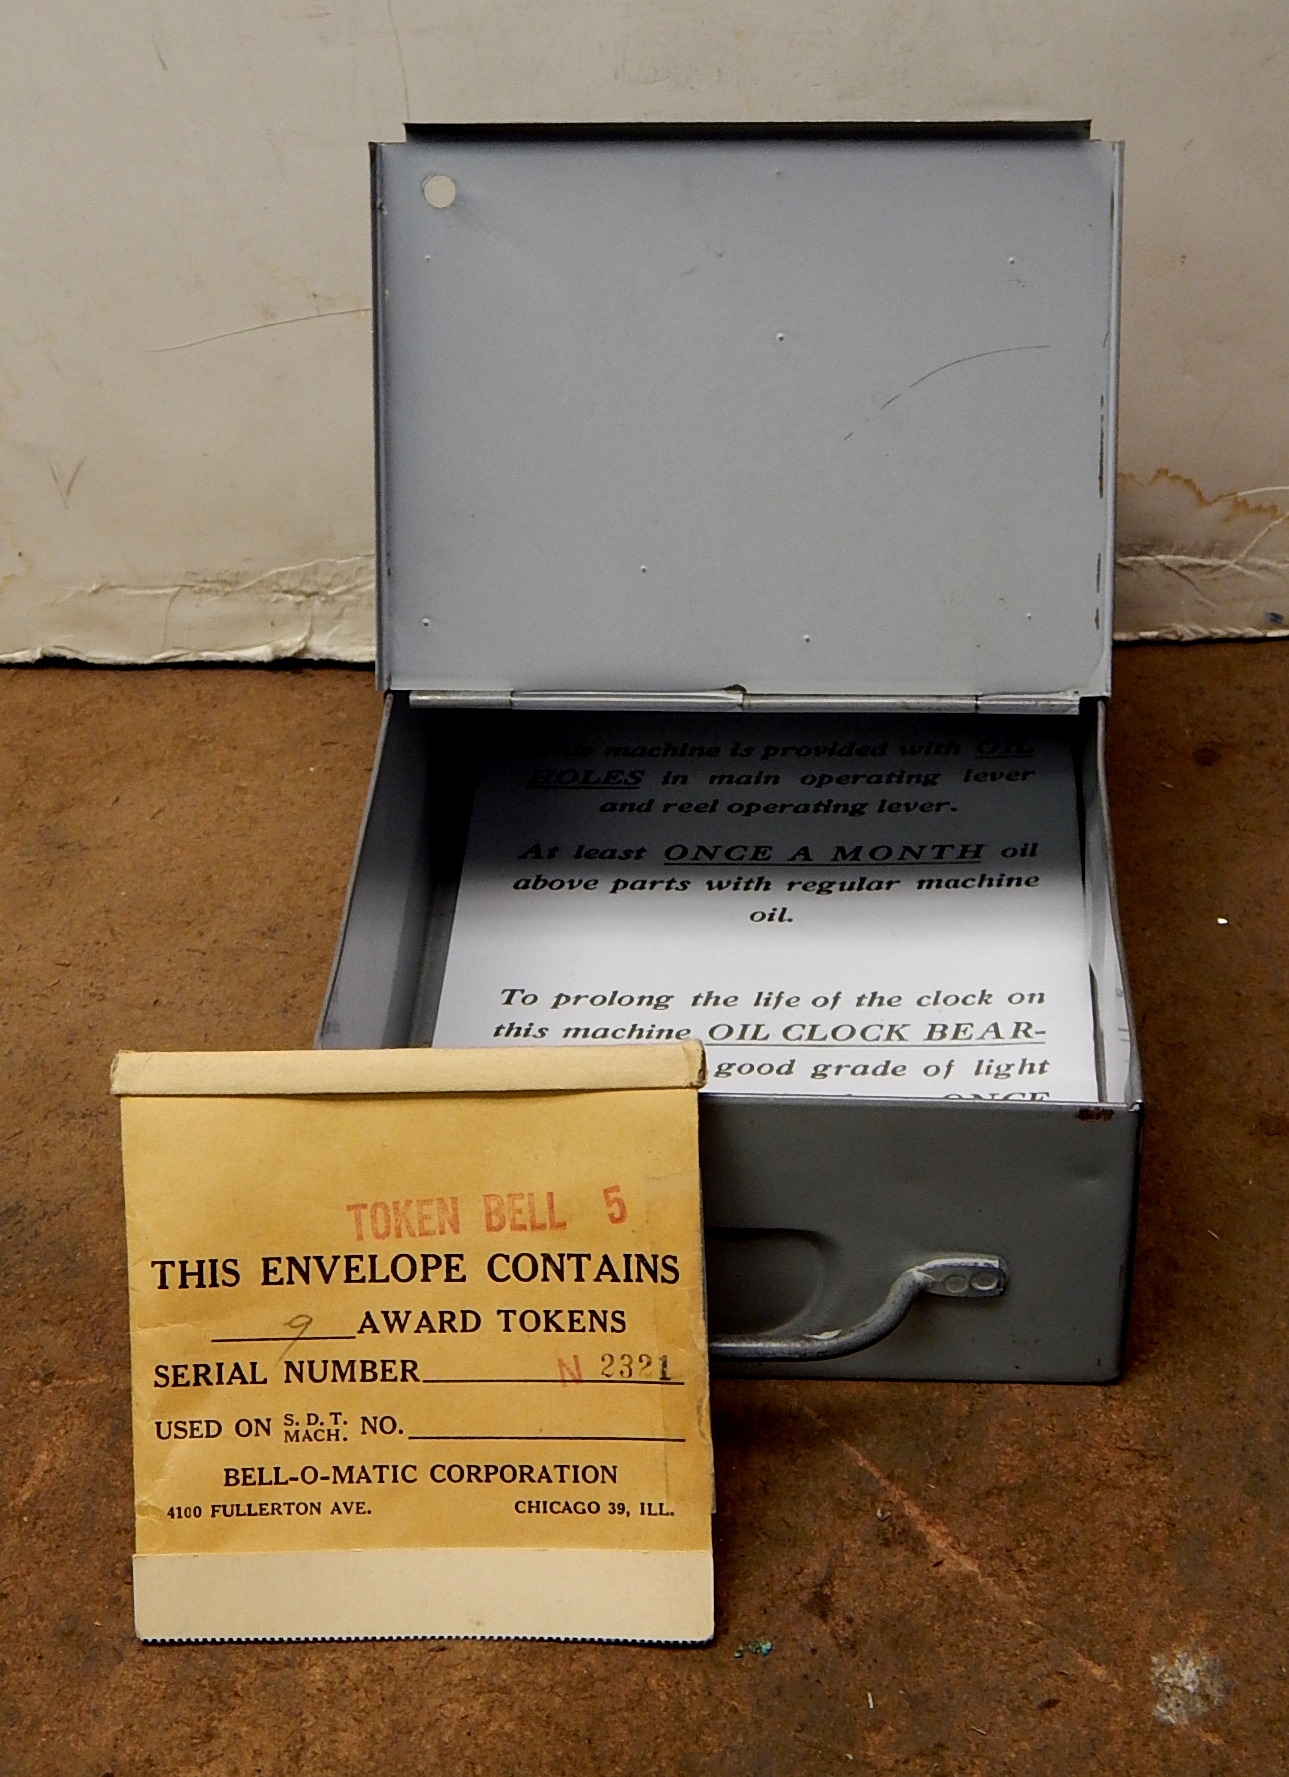 This machine is provided with OIL
HOLES in main operating lever
and reel operating lever.
At least ONCE A MONTH oil
above parts with regular machine
oil.
To prolong the life of the clock on
this machine OIL CLOCK BEAR-
good grade of light
ONCE
TOKEN BELL 5
THIS ENVELOPE CONTAINS
9 AWARD TOKENS
SERIAL NUMBER N 2321
USED ON S. D. T. MACH. NO.
BELL-O-MATIC CORPORATION
4100 FULLERTON AVE. CHICAGO 39, ILL.